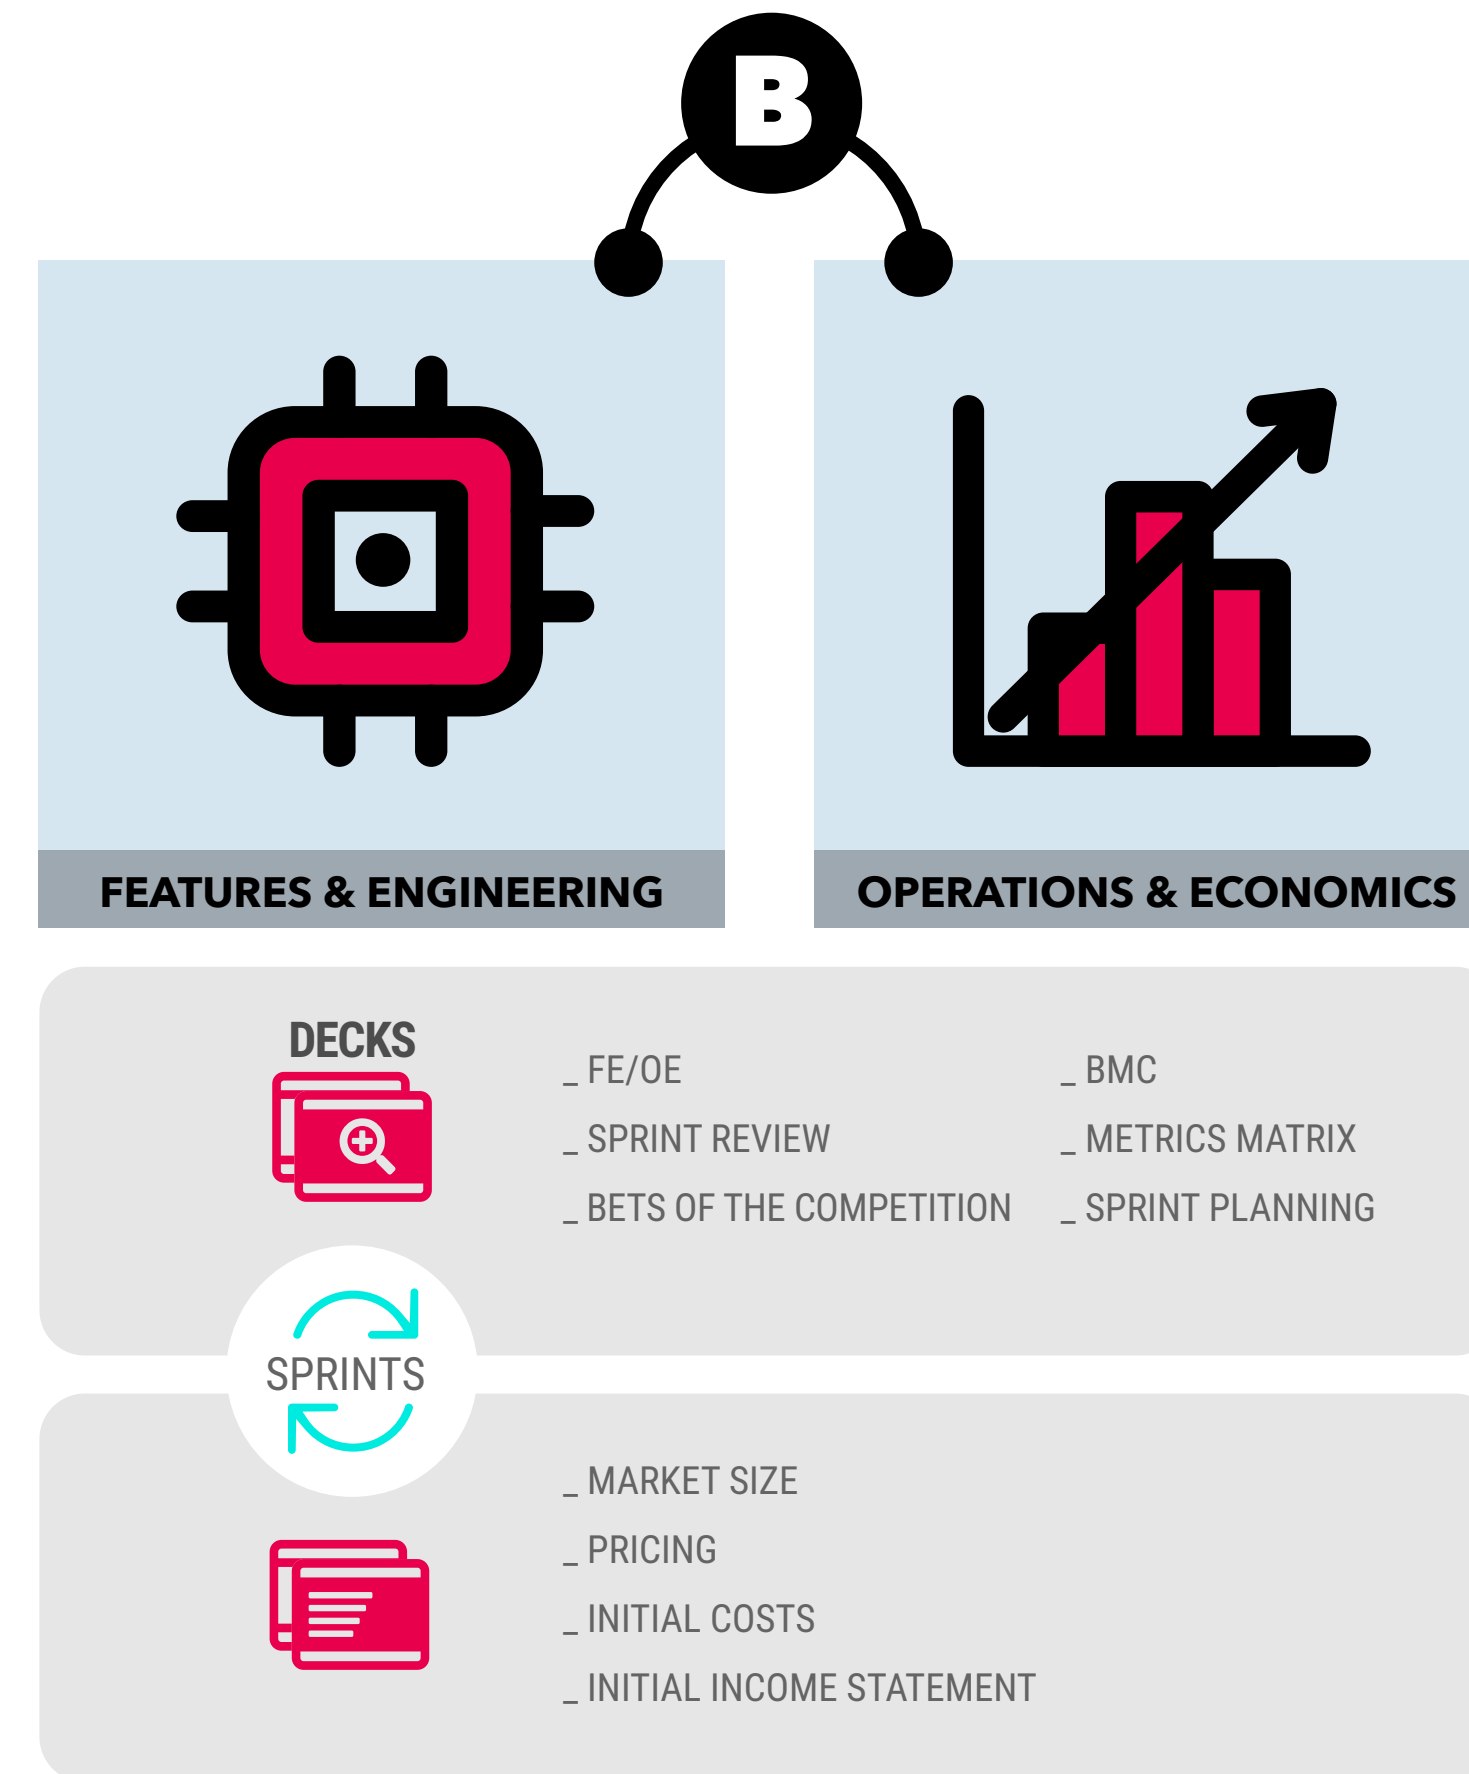 B
FEATURES & ENGINEERING
OPERATIONS & ECONOMICS
DECKS
_ FE/OE
_ SPRINT REVIEW
_ BETS OF THE COMPETITION
_ BMC
_ METRICS MATRIX
_ SPRINT PLANNING
SPRINTS
_ MARKET SIZE
_ PRICING
_ INITIAL COSTS
_ INITIAL INCOME STATEMENT